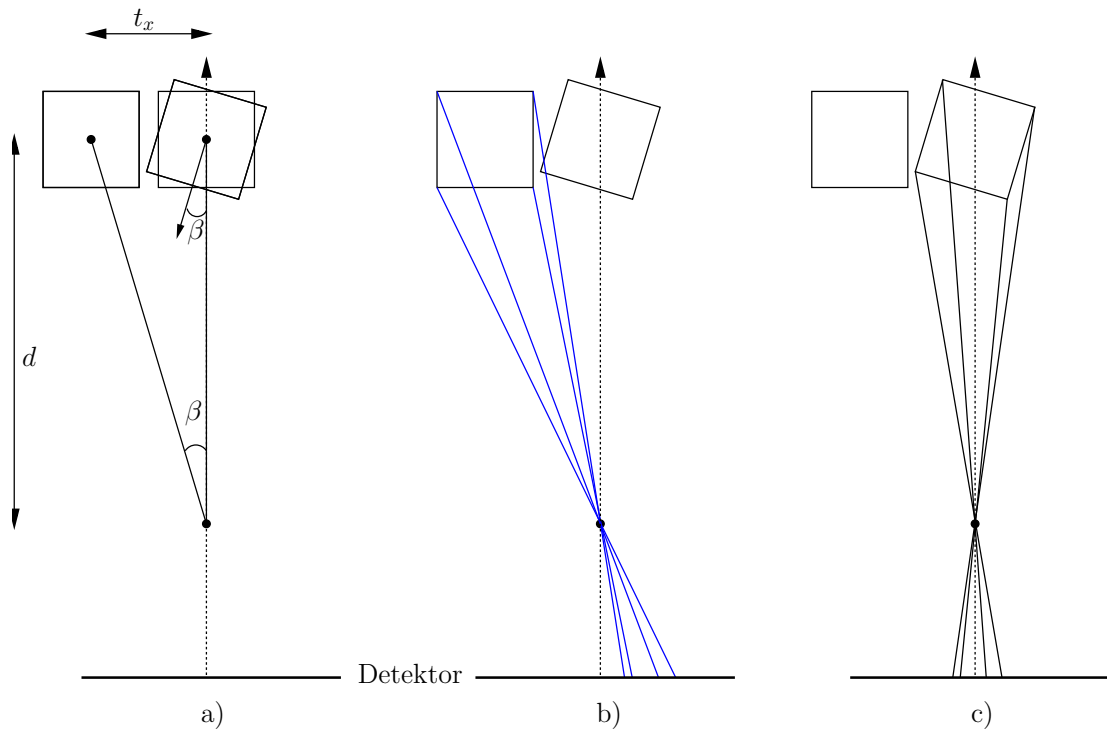 t_x
β
d
β
Detektor
a)
b)
c)